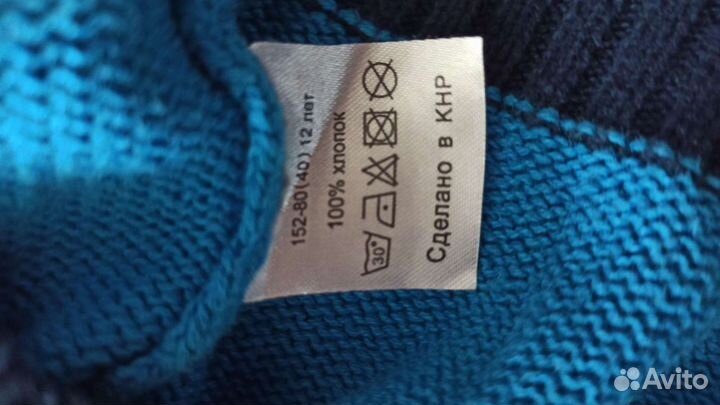 152-80(40) 12 лет
100% хлопок
30°
Сделано в КНР
Avito